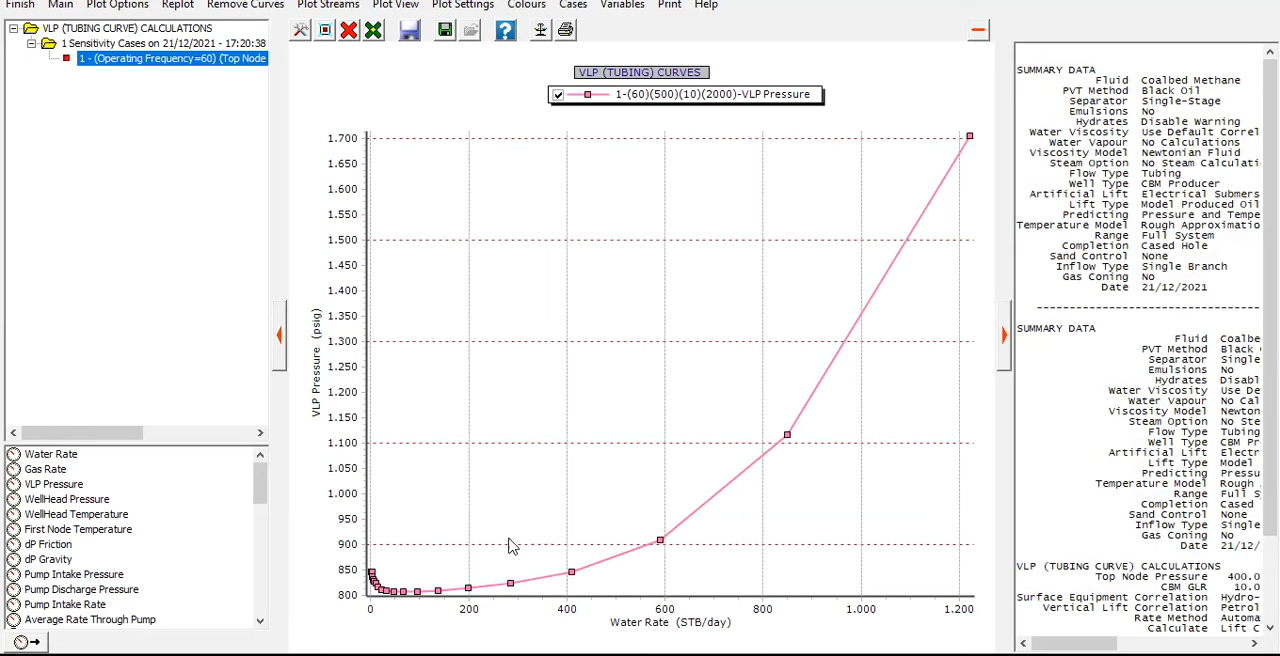 Finish Main Plot Options Replot Remove Curves Plot Streams Plot View Plot Settings Colours Cases Variables Print Help
VLP (TUBING CURVE) CALCULATIONS
1 Sensitivity Cases on 21/12/2021 - 17:20:38
1 - (Operating Frequency=60) (Top Node
Water Rate
Gas Rate
VLP Pressure
WellHead Pressure
WellHead Temperature
First Node Temperature
dP Friction
dP Gravity
Pump Intake Pressure
Pump Discharge Pressure
Pump Intake Rate
Average Rate Through Pump
VLP (TUBING) CURVES
1-(60)(500)(10)(2000)-VLP Pressure
VLP Pressure (psig)
1.700
1.650
1.600
1.550
1.500
1.450
1.400
1.350
1.300
1.250
1.200
1.150
1.100
1.050
1.000
950
900
850
800
0 200 400 600 800 1.000 1.200
Water Rate (STB/day)
SUMMARY DATA
Fluid Coalbed Methane
PVT Method Black Oil
Separator Single-Stage
Emulsions No
Hydrates Disable Warning
Water Viscosity Use Default Correl
Water Vapour No Calculations
Viscosity Model Newtonian Fluid
Steam Option No Steam Calculati
Flow Type Tubing
Well Type CBM Producer
Artificial Lift Electrical Submers
Lift Type Model Produced Oil
Predicting Pressure and Tempe
Temperature Model Rough Approximatio
Range Full System
Completion Cased Hole
Sand Control None
Inflow Type Single Branch
Gas Coning No
Date 21/12/2021
SUMMARY DATA
Fluid Coalbe
PVT Method Black
Separator Single
Emulsions No
Hydrates Disabl
Water Viscosity Use De
Water Vapour No Cal
Viscosity Model Newton
Steam Option No Ste
Flow Type Tubing
Well Type CBM Pr
Artificial Lift Electr
Lift Type Model
Predicting Pressu
Temperature Model Rough
Range Full S
Completion Cased
Sand Control None
Inflow Type Single
Gas Coning No
Date 21/12/
VLP (TUBING CURVE) CALCULATIONS
Top Node Pressure 400.0
CBM GLR 10.0
Surface Equipment Correlation Hydro-
Vertical Lift Correlation Petrol
Rate Method Automa
Calculate Lift C